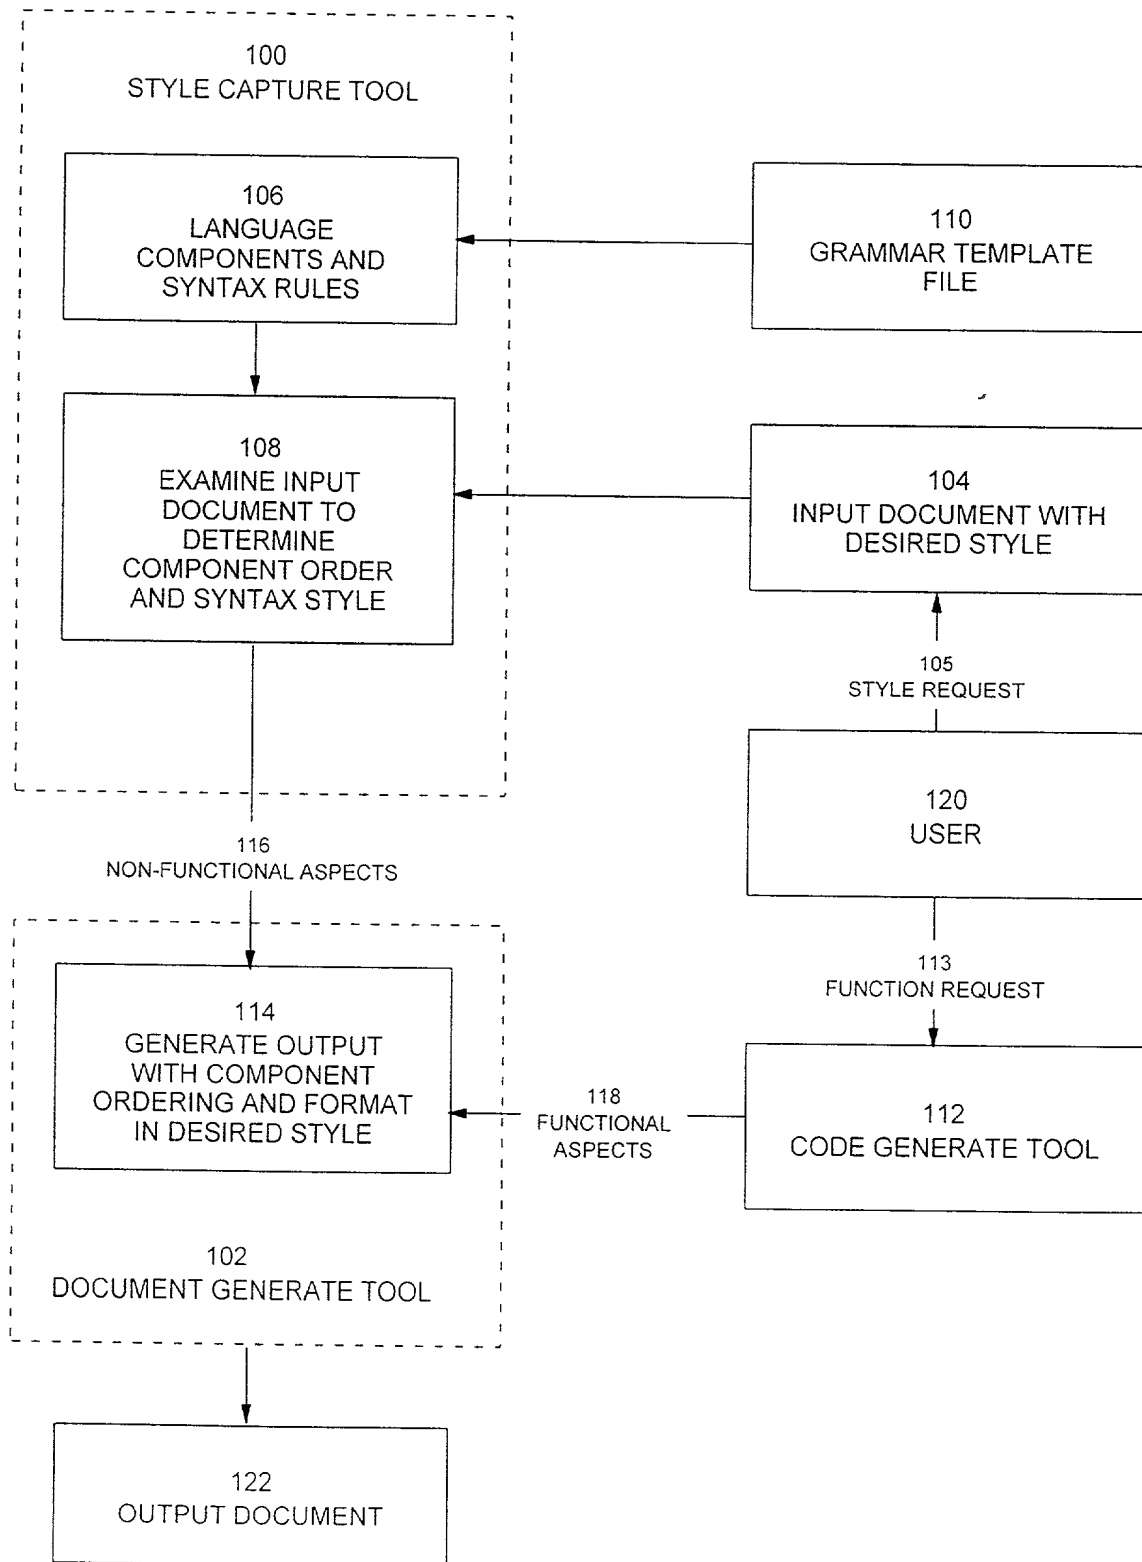 100
STYLE CAPTURE TOOL
106
LANGUAGE
COMPONENTS AND
SYNTAX RULES
110
GRAMMAR TEMPLATE
FILE
108
EXAMINE INPUT
DOCUMENT TO
DETERMINE
COMPONENT ORDER
AND SYNTAX STYLE
104
INPUT DOCUMENT WITH
DESIRED STYLE
105
STYLE REQUEST
120
USER
116
NON-FUNCTIONAL ASPECTS
113
FUNCTION REQUEST
114
GENERATE OUTPUT
WITH COMPONENT
ORDERING AND FORMAT
IN DESIRED STYLE
118
FUNCTIONAL
ASPECTS
112
CODE GENERATE TOOL
102
DOCUMENT GENERATE TOOL
122
OUTPUT DOCUMENT